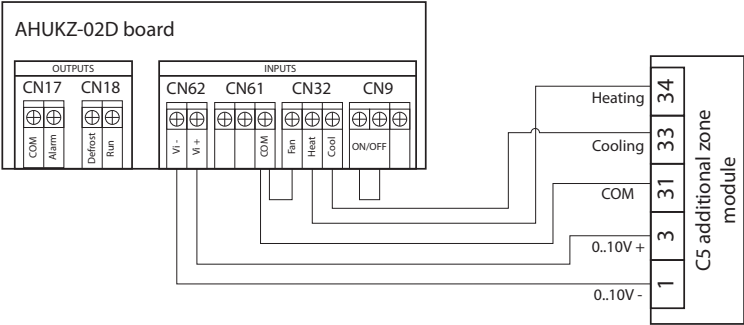 AHUKZ-02D board
OUTPUTS
INPUTS
CN17 CN18
CN62 CN61 CN32 CN9
COM
Alarm
Defrost
Run
Vi -
Vi +
COM
Fan
Heat
Cool
ON/OFF
Heating 34
Cooling 33
COM 31
0..10V + 3
0..10V - 1
C5 additional zone
module